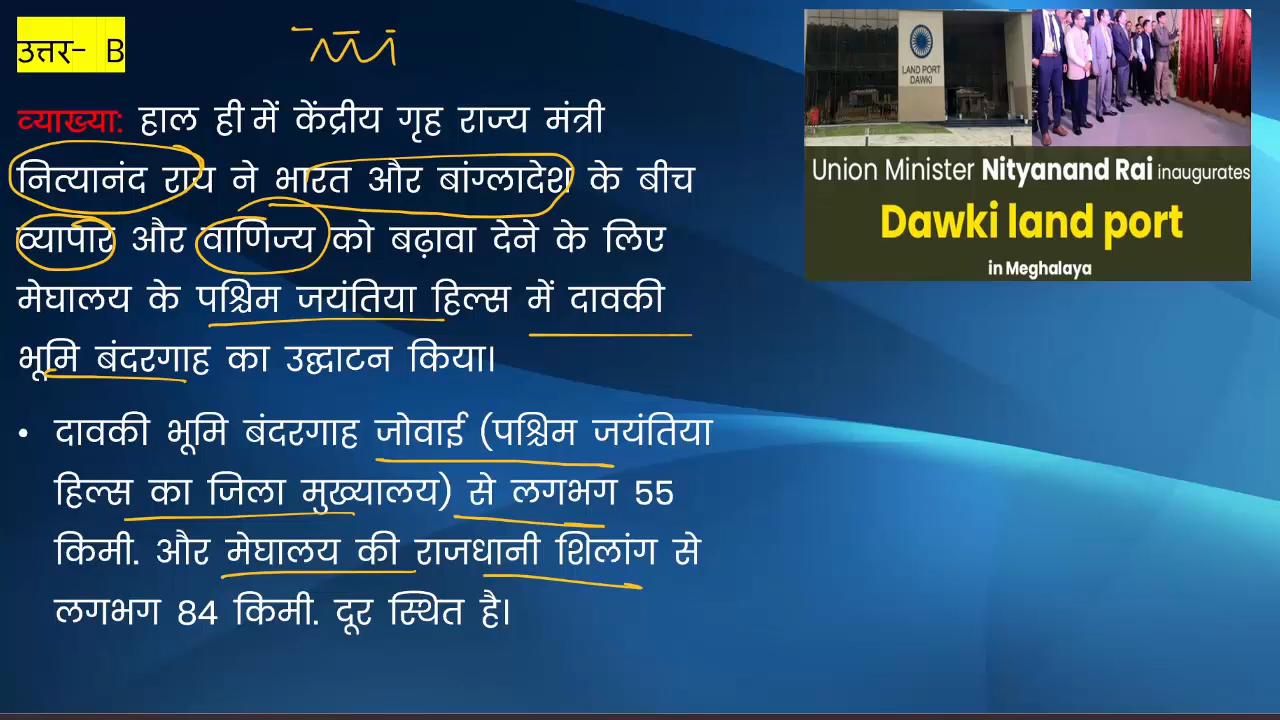 उत्तर- B
व्याख्या: हाल ही में केंद्रीय गृह राज्य मंत्री
नित्यानंद राय ने भारत और बांग्लादेश के बीच
व्यापार और वाणिज्य को बढ़ावा देने के लिए
मेघालय के पश्चिम जयंतिया हिल्स में दावकी
भूमि बंदरगाह का उद्घाटन किया।
• दावकी भूमि बंदरगाह जोवाई (पश्चिम जयंतिया
हिल्स का जिला मुख्यालय) से लगभग 55
किमी. और मेघालय की राजधानी शिलांग से
लगभग 84 किमी. दूर स्थित है।
LAND PORT
DAWKI
Union Minister Nityanand Rai inaugurates
Dawki land port
in Meghalaya